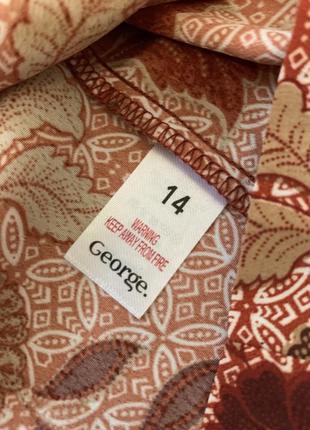 14
WARNING
KEEP AWAY FROM FIRE
George.